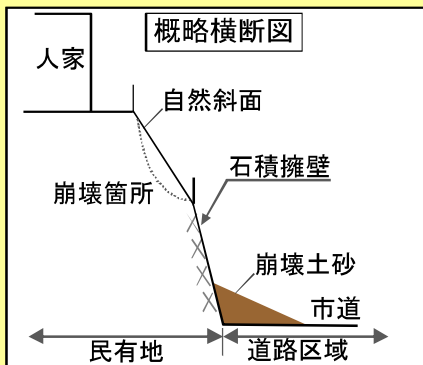 概略横断図
人家
自然斜面
石積擁壁
崩壊箇所
崩壊土砂
市道
民有地
道路区域